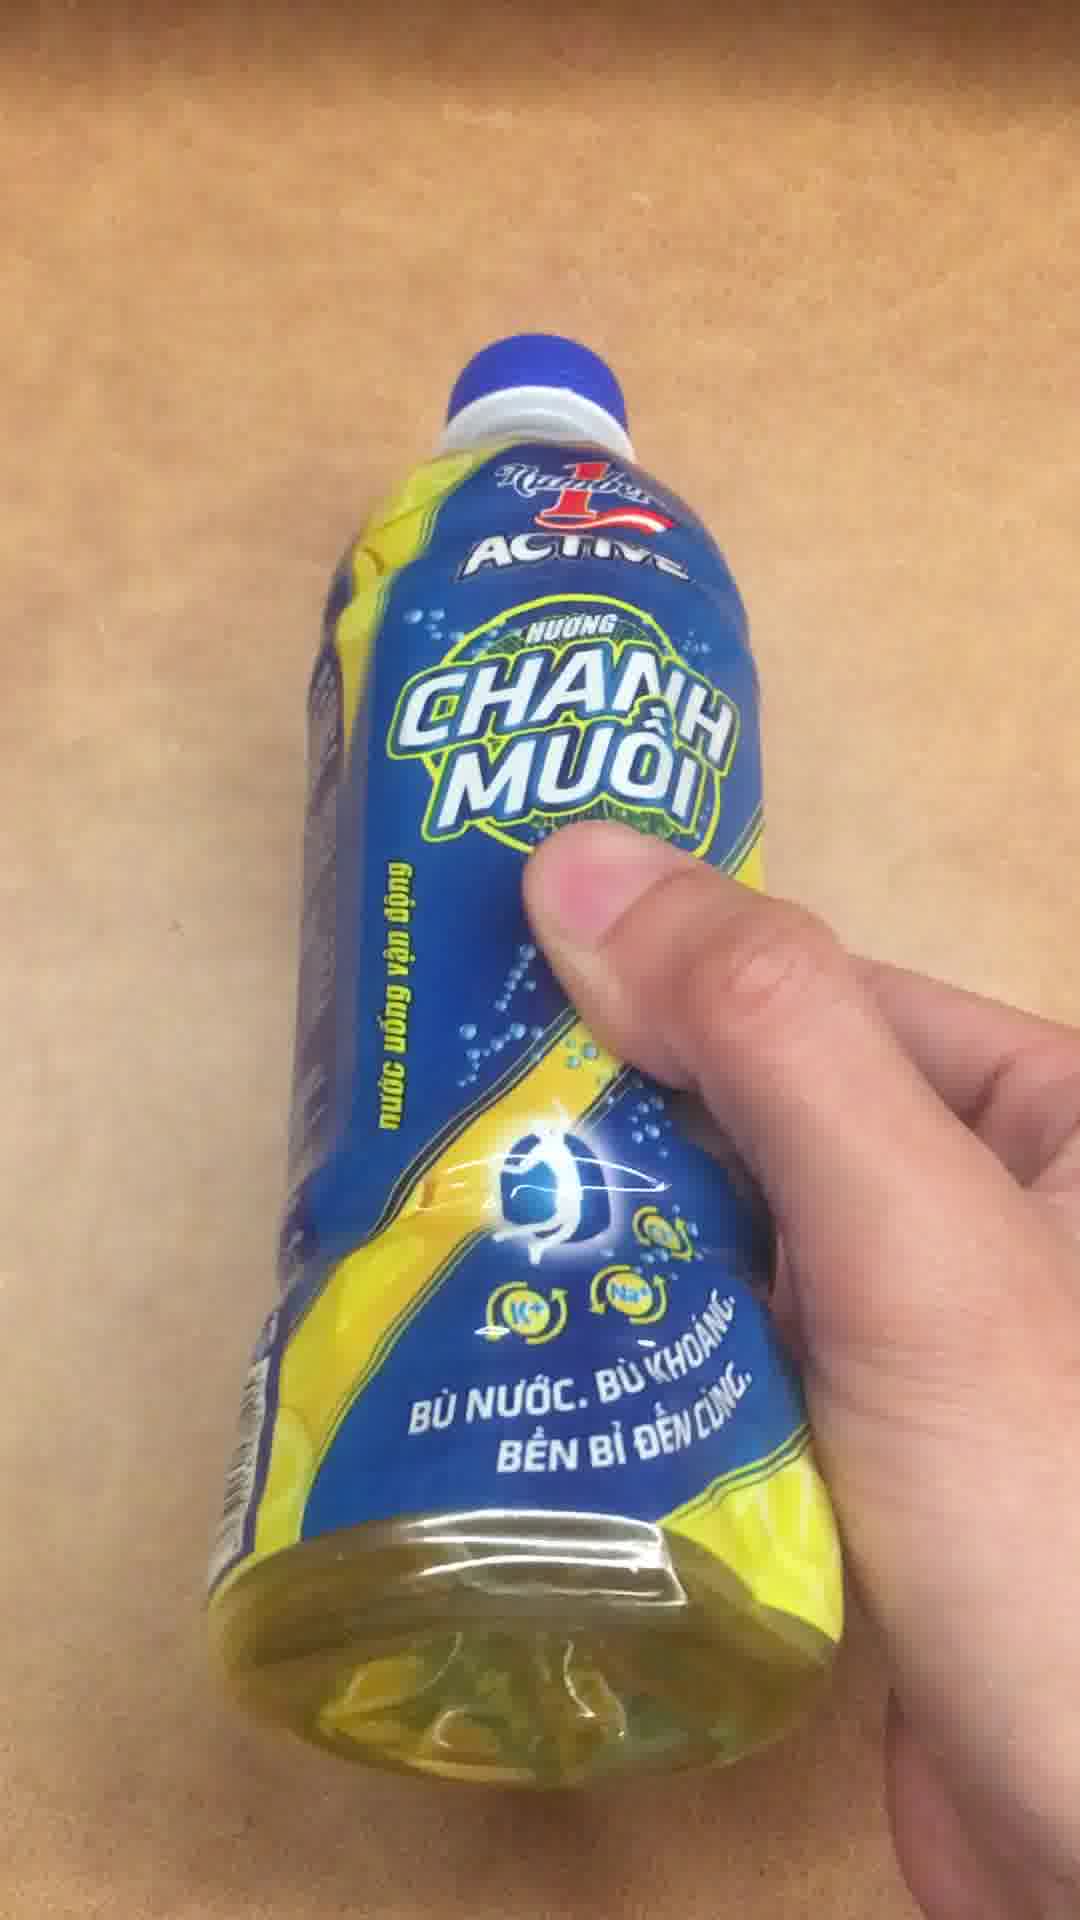 Number 1
ACTIVE
HƯƠNG
CHANH
MUỐI
nước uống vận động
K+
Na+
BÙ NƯỚC. BÙ KHOÁNG.
BỀN BỈ ĐẾN CÙNG.